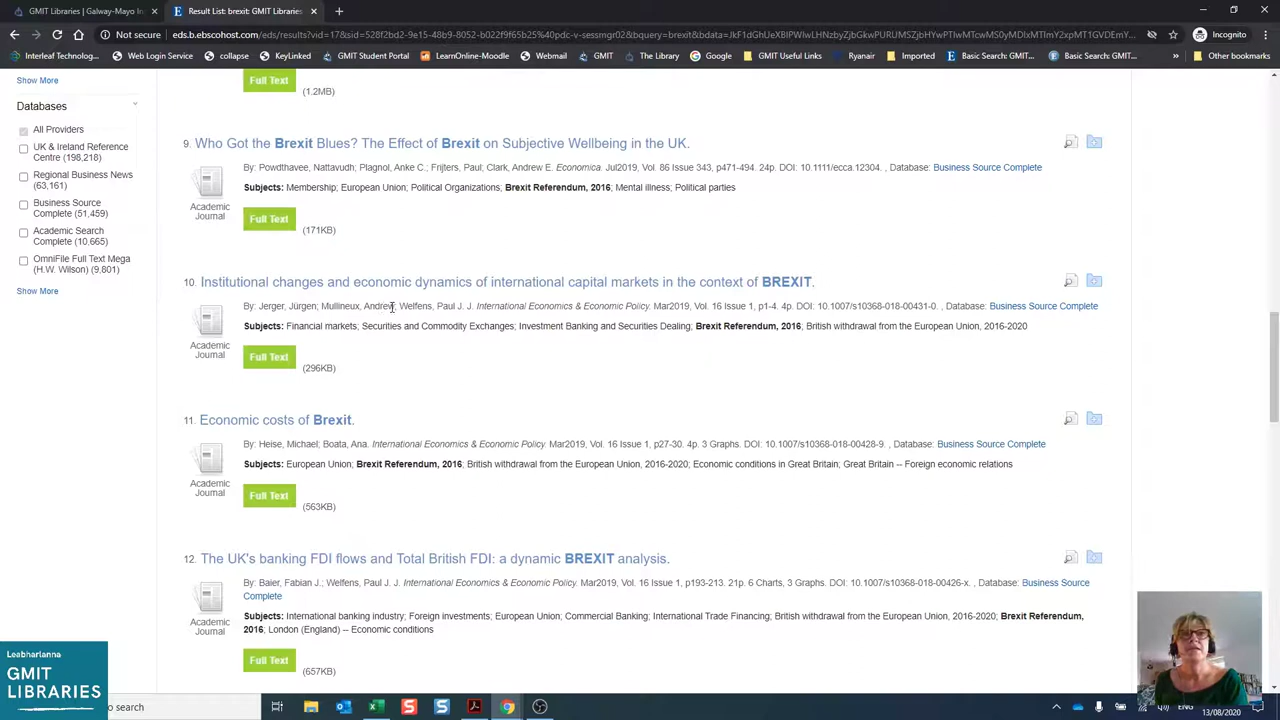 GMIT Libraries | Galway-Mayo In
Result List: brexit: EBSCOhost
Not secure
eds.b.ebscohost.com/eds/results?vid=17&sid=528f2bd2-9e15-48b9-8052-b022f9f65b25%40pdc-v-sessmgr02&bquery=brexit&bdata=
Incognito
Interleaf Technolog...
Web Service
coursehub
KeyLinked
GMIT Student Portal
LearnOnline-Moodle
Webmail
GMIT
Library
GMIT Useful Links
Ryanair
Imported
Basic Search: GMIT...
Basic Search: GMIT...
»
Other bookmarks
Show More
Databases
All Providers
UK & Ireland Reference
Centre (198,218)
Regional Business News
(63,161)
Business Source
Complete (51,459)
Academic Search
Complete (10,665)
OmniFile Full Text Mega
(H.W. Wilson) (9,801)
Show More
Full Text
(1.2MB)
9. Who Got the Brexit Blues? The Effect of Brexit on Subjective Wellbeing in the UK.
By: Powdthavee, Nattavudh; Plagnol, Anke C.; Frijters, Paul; Clark, Andrew E. Economica. Jul2019, Vol. 86 Issue 343, p471-494. 24p. DOI: 10.1111/ecca.12304. , Database: Business Source Complete
Subjects: Membership; European Union; Political Organizations; Brexit Referendum, 2016; Mental illness; Political parties
Academic
Journal
Full Text
(171KB)
10. Institutional changes and economic dynamics of international capital markets in the context of BREXIT.
By: Jerger, Jürgen; Mullineux, Andrew; Welfens, Paul J. J. International Economics & Economic Policy. Mar2019, Vol. 16 Issue 1, p1-4. 4p. DOI: 10.1007/s10368-018-00431-0. , Database: Business Source Complete
Subjects: Financial markets; Securities and Commodity Exchanges; Investment Banking and Securities Dealing; Brexit Referendum, 2016; British withdrawal from the European Union, 2016-2020
Academic
Journal
Full Text
(296KB)
11. Economic costs of Brexit.
By: Heise, Michael; Boata, Ana. International Economics & Economic Policy. Mar2019, Vol. 16 Issue 1, p27-30. 4p. 3 Graphs. DOI: 10.1007/s10368-018-00428-9. , Database: Business Source Complete
Subjects: European Union; Brexit Referendum, 2016; British withdrawal from the European Union, 2016-2020; Economic conditions in Great Britain; Great Britain -- Foreign economic relations
Academic
Journal
Full Text
(563KB)
12. The UK's banking FDI flows and Total British FDI: a dynamic BREXIT analysis.
By: Baier, Fabian J.; Welfens, Paul J. J. International Economics & Economic Policy. Mar2019, Vol. 16 Issue 1, p193-213. 21p. 6 Charts, 3 Graphs. DOI: 10.1007/s10368-018-00426-x. , Database: Business Source
Complete
Subjects: International banking industry; Foreign investments; European Union; Commercial Banking; International Trade Financing; British withdrawal from the European Union, 2016-2020; Brexit Referendum,
2016; London (England) -- Economic conditions
Academic
Journal
Full Text
(657KB)
Leabharlanna
GMIT
LIBRARIES
o search
ENG
13/08/2020